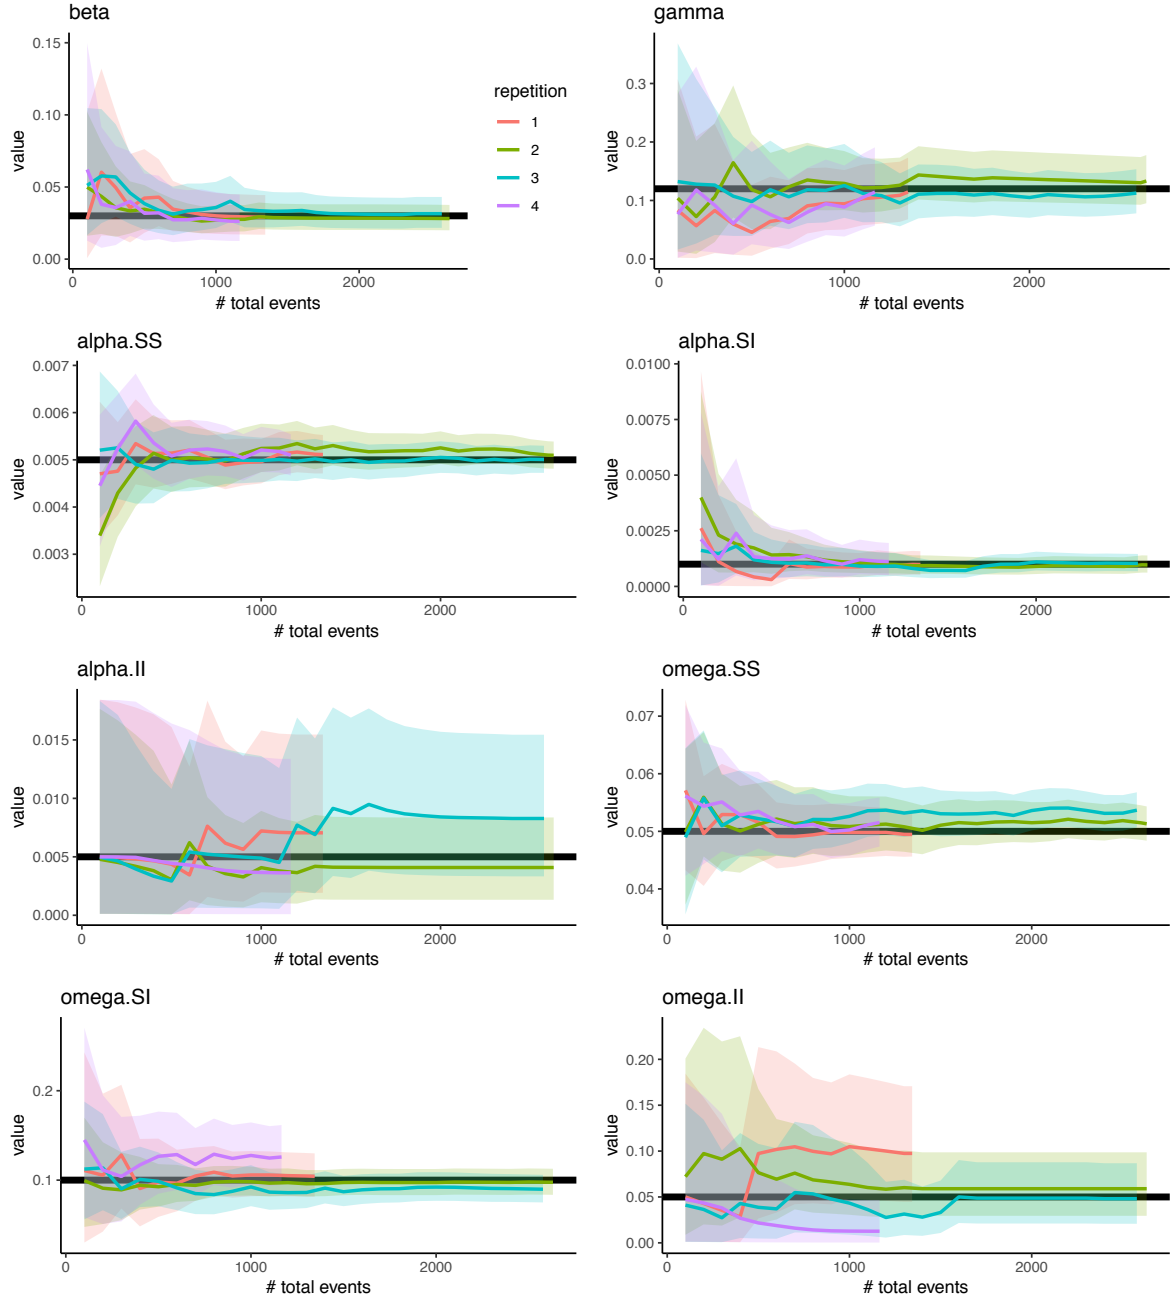 beta
0.15
0.10
0.05
0.00
value
0 1000 2000
# total events
repetition
1
2
3
4
gamma
0.3
0.2
0.1
0.0
value
0 1000 2000
# total events
alpha.SS
0.007
0.006
0.005
0.004
0.003
value
0 1000 2000
# total events
alpha.SI
0.0100
0.0075
0.0050
0.0025
0.0000
value
0 1000 2000
# total events
alpha.II
0.015
0.010
0.005
0.000
value
0 1000 2000
# total events
omega.SS
0.07
0.06
0.05
0.04
value
0 1000 2000
# total events
omega.SI
0.2
0.1
value
0 1000 2000
# total events
omega.II
0.20
0.15
0.10
0.05
0.00
value
0 1000 2000
# total events